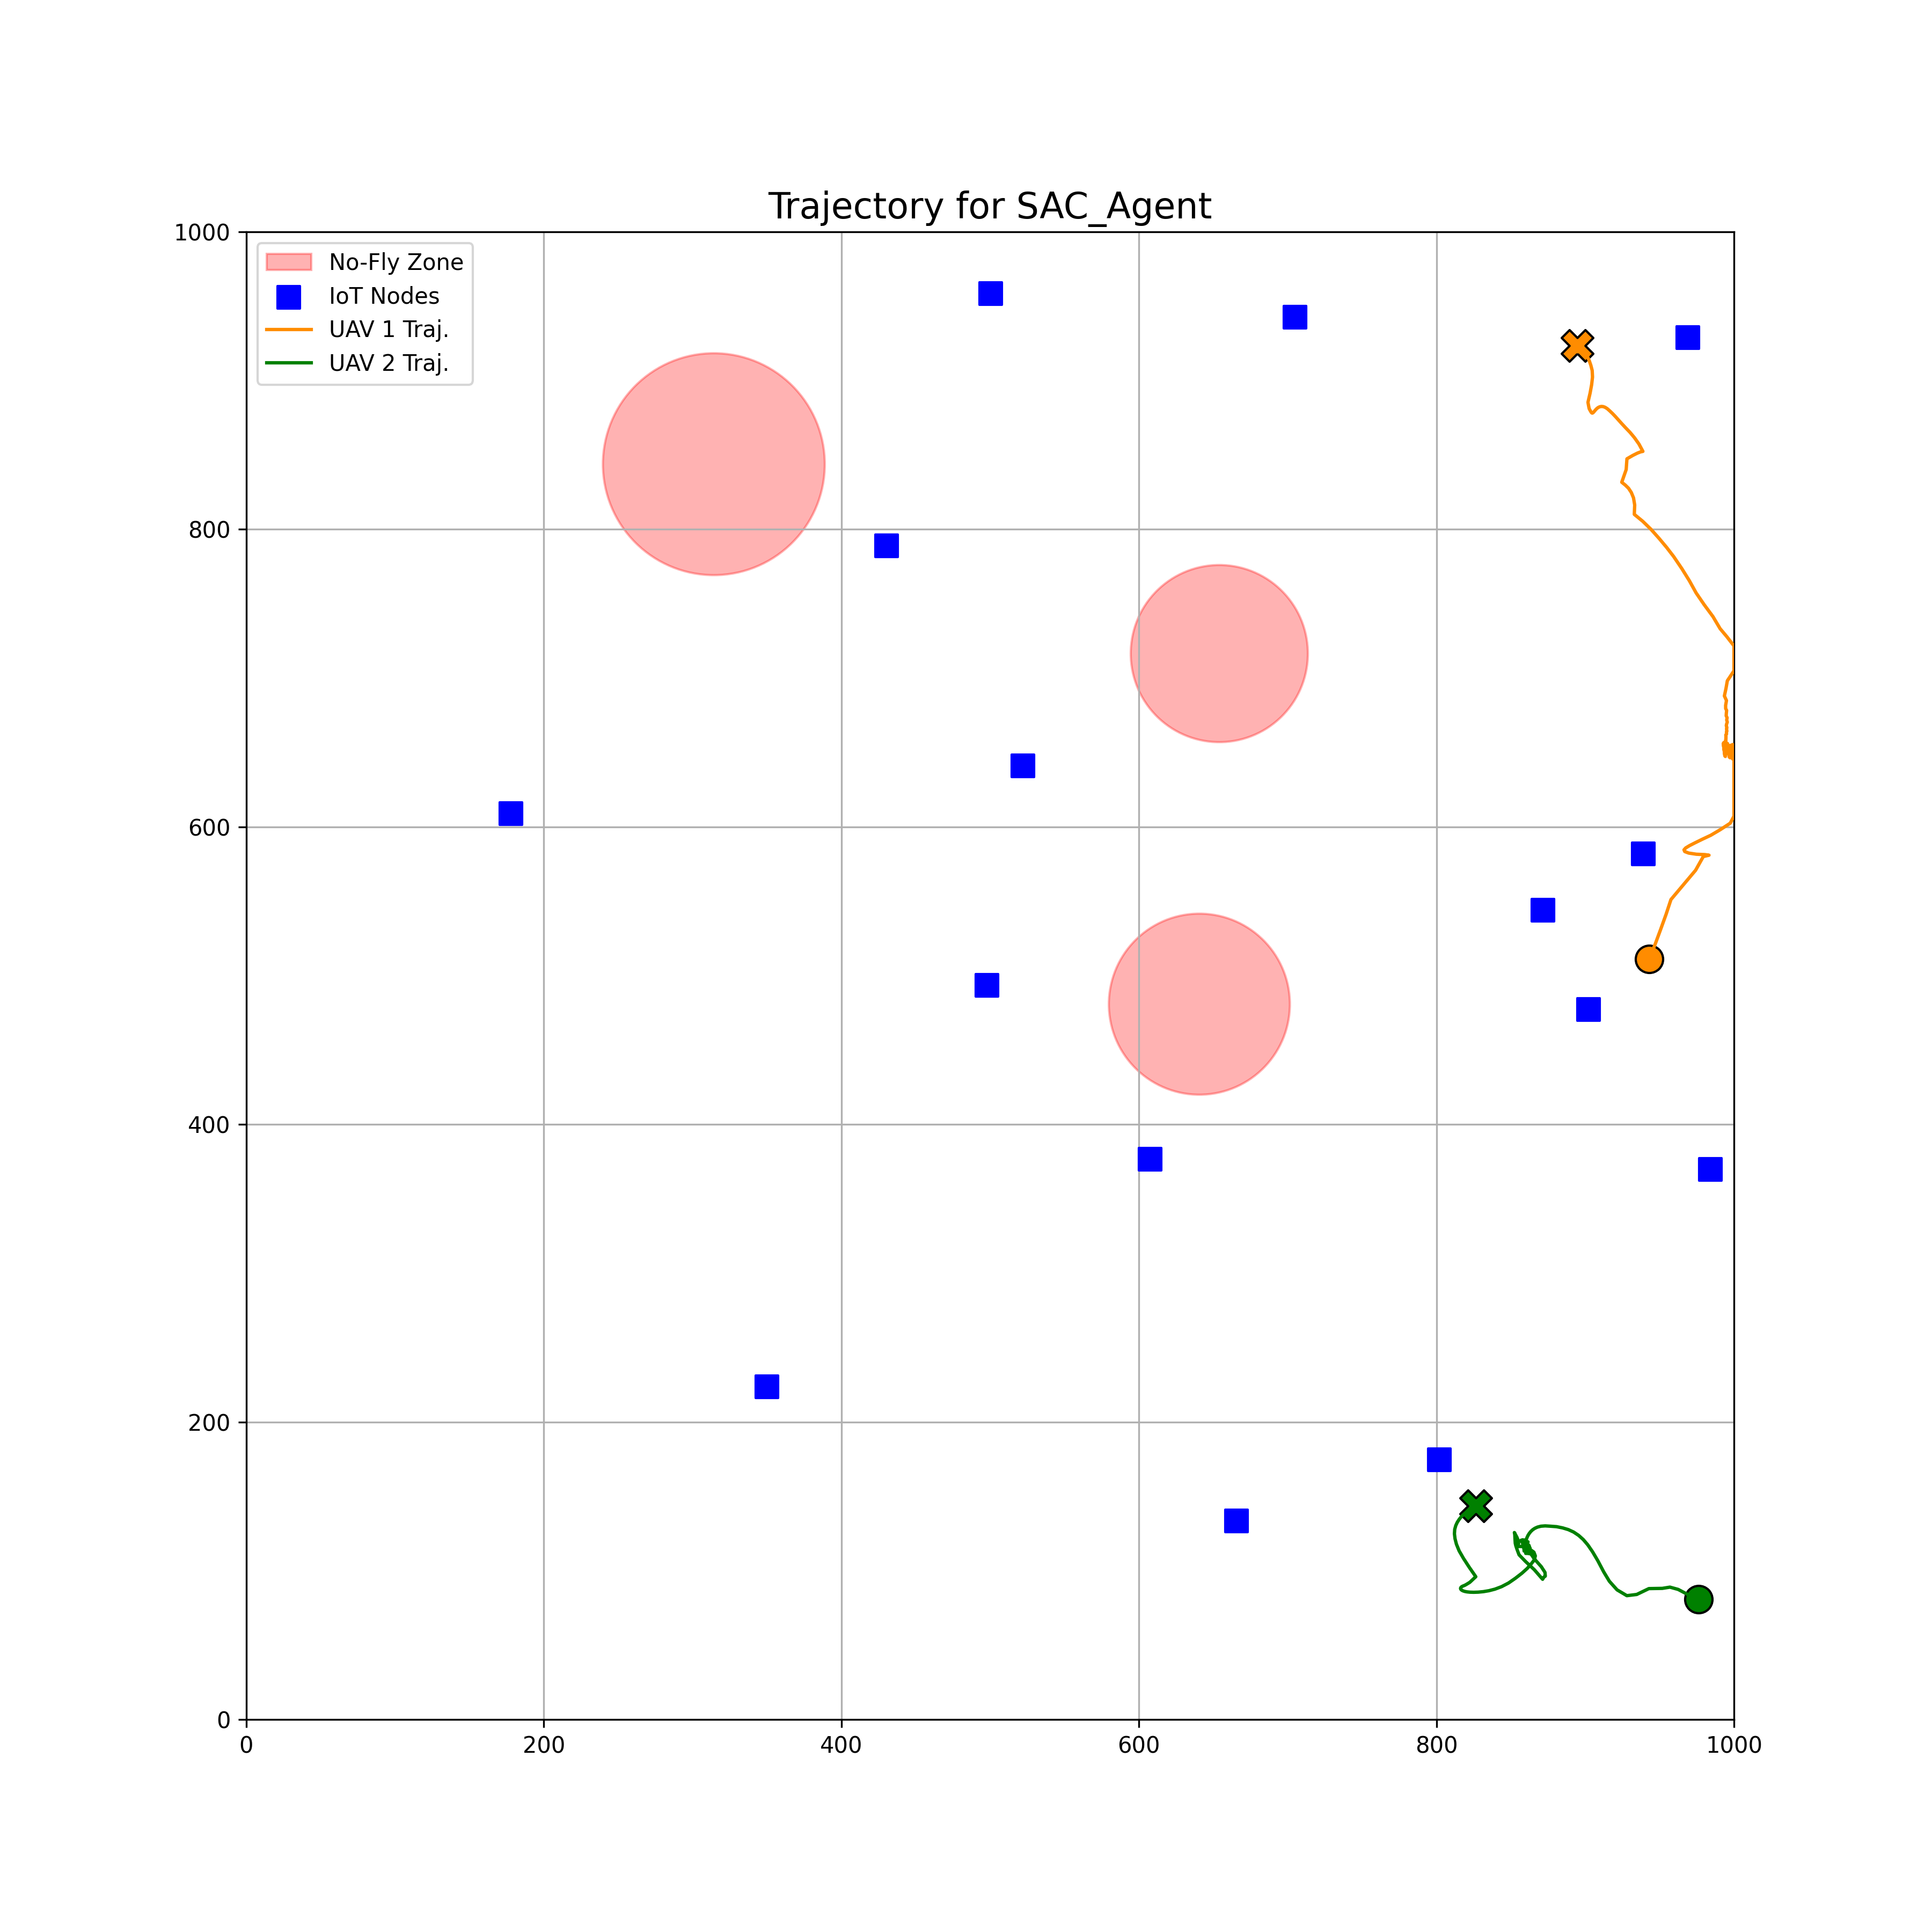 Trajectory for SAC_Agent
1000
800
600
400
200
0
No-Fly Zone
IoT Nodes
UAV 1 Traj.
UAV 2 Traj.
0 200 400 600 800 1000